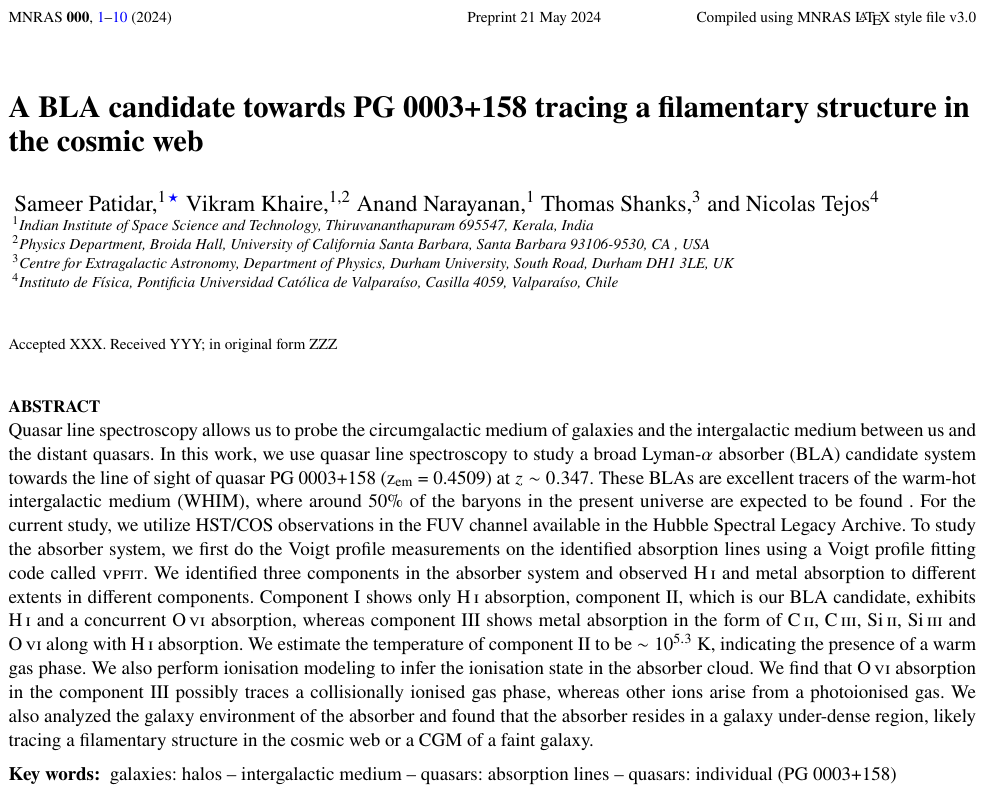 MNRAS 000, 1–10 (2024) Preprint 21 May 2024 Compiled using MNRAS LATEX style file v3.0
A BLA candidate towards PG 0003+158 tracing a filamentary structure in
the cosmic web
Sameer Patidar,1★ Vikram Khaire,1,2 Anand Narayanan,1 Thomas Shanks,3 and Nicolas Tejos4
1Indian Institute of Space Science and Technology, Thiruvananthapuram 695547, Kerala, India
2Physics Department, Broida Hall, University of California Santa Barbara, Santa Barbara 93106-9530, CA , USA
3Centre for Extragalactic Astronomy, Department of Physics, Durham University, South Road, Durham DH1 3LE, UK
4Instituto de Física, Pontificia Universidad Católica de Valparaíso, Casilla 4059, Valparaíso, Chile
Accepted XXX. Received YYY; in original form ZZZ
ABSTRACT
Quasar line spectroscopy allows us to probe the circumgalactic medium of galaxies and the intergalactic medium between us and
the distant quasars. In this work, we use quasar line spectroscopy to study a broad Lyman-α absorber (BLA) candidate system
towards the line of sight of quasar PG 0003+158 (zem = 0.4509) at z ∼ 0.347. These BLAs are excellent tracers of the warm-hot
intergalactic medium (WHIM), where around 50% of the baryons in the present universe are expected to be found . For the
current study, we utilize HST/COS observations in the FUV channel available in the Hubble Spectral Legacy Archive. To study
the absorber system, we first do the Voigt profile measurements on the identified absorption lines using a Voigt profile fitting
code called VPFIT. We identified three components in the absorber system and observed H I and metal absorption to different
extents in different components. Component I shows only H I absorption, component II, which is our BLA candidate, exhibits
H I and a concurrent O VI absorption, whereas component III shows metal absorption in the form of C II, C III, Si II, Si III and
O VI along with H I absorption. We estimate the temperature of component II to be ∼ 10^5.3 K, indicating the presence of a warm
gas phase. We also perform ionisation modeling to infer the ionisation state in the absorber cloud. We find that O VI absorption
in the component III possibly traces a collisionally ionised gas phase, whereas other ions arise from a photoionised gas. We
also analyzed the galaxy environment of the absorber and found that the absorber resides in a galaxy under-dense region, likely
tracing a filamentary structure in the cosmic web or a CGM of a faint galaxy.
Key words: galaxies: halos – intergalactic medium – quasars: absorption lines – quasars: individual (PG 0003+158)